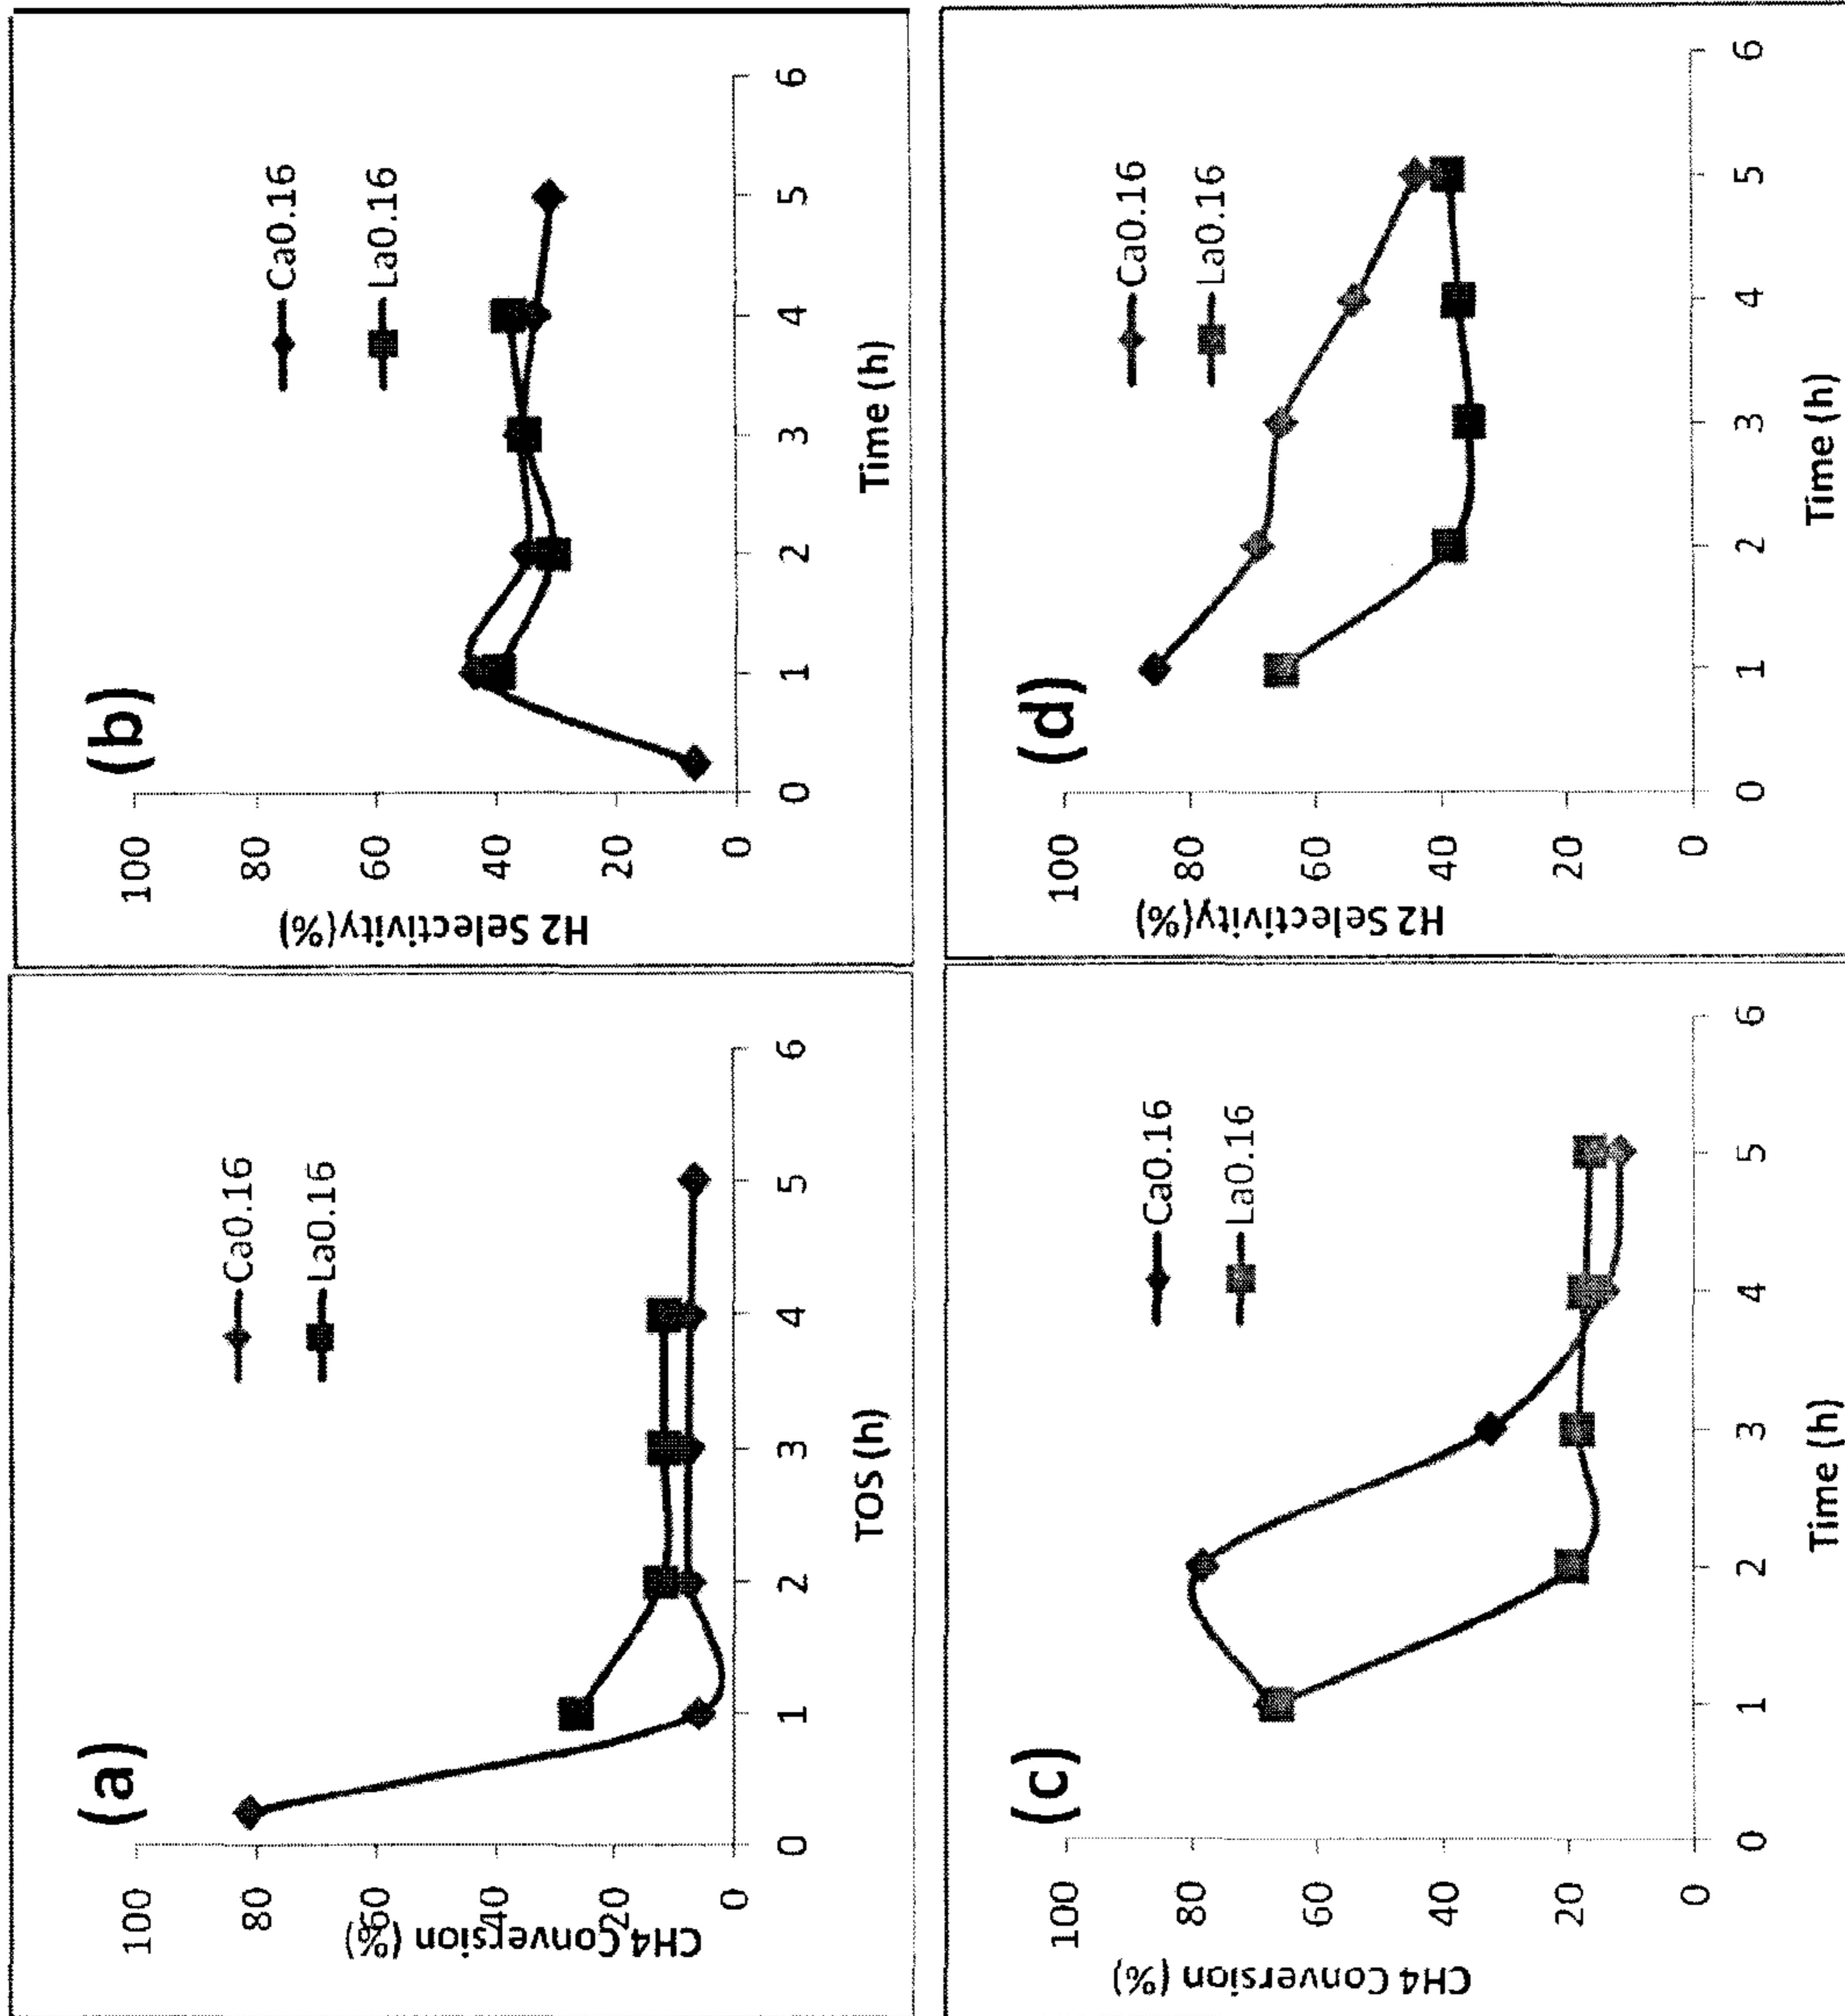 (a)
CH4 Conversion (%)
100
80
60
40
20
0
0 1 2 3 4 5 6
TOS (h)
Ca0.16
La0.16
(b)
H2 Selectivity(%)
100
80
60
40
20
0
0 1 2 3 4 5 6
Time (h)
Ca0.16
La0.16
(c)
CH4 Conversion (%)
100
80
60
40
20
0
0 1 2 3 4 5 6
Time (h)
Ca0.16
La0.16
(d)
H2 Selectivity(%)
100
80
60
40
20
0
0 1 2 3 4 5 6
Time (h)
Ca0.16
La0.16